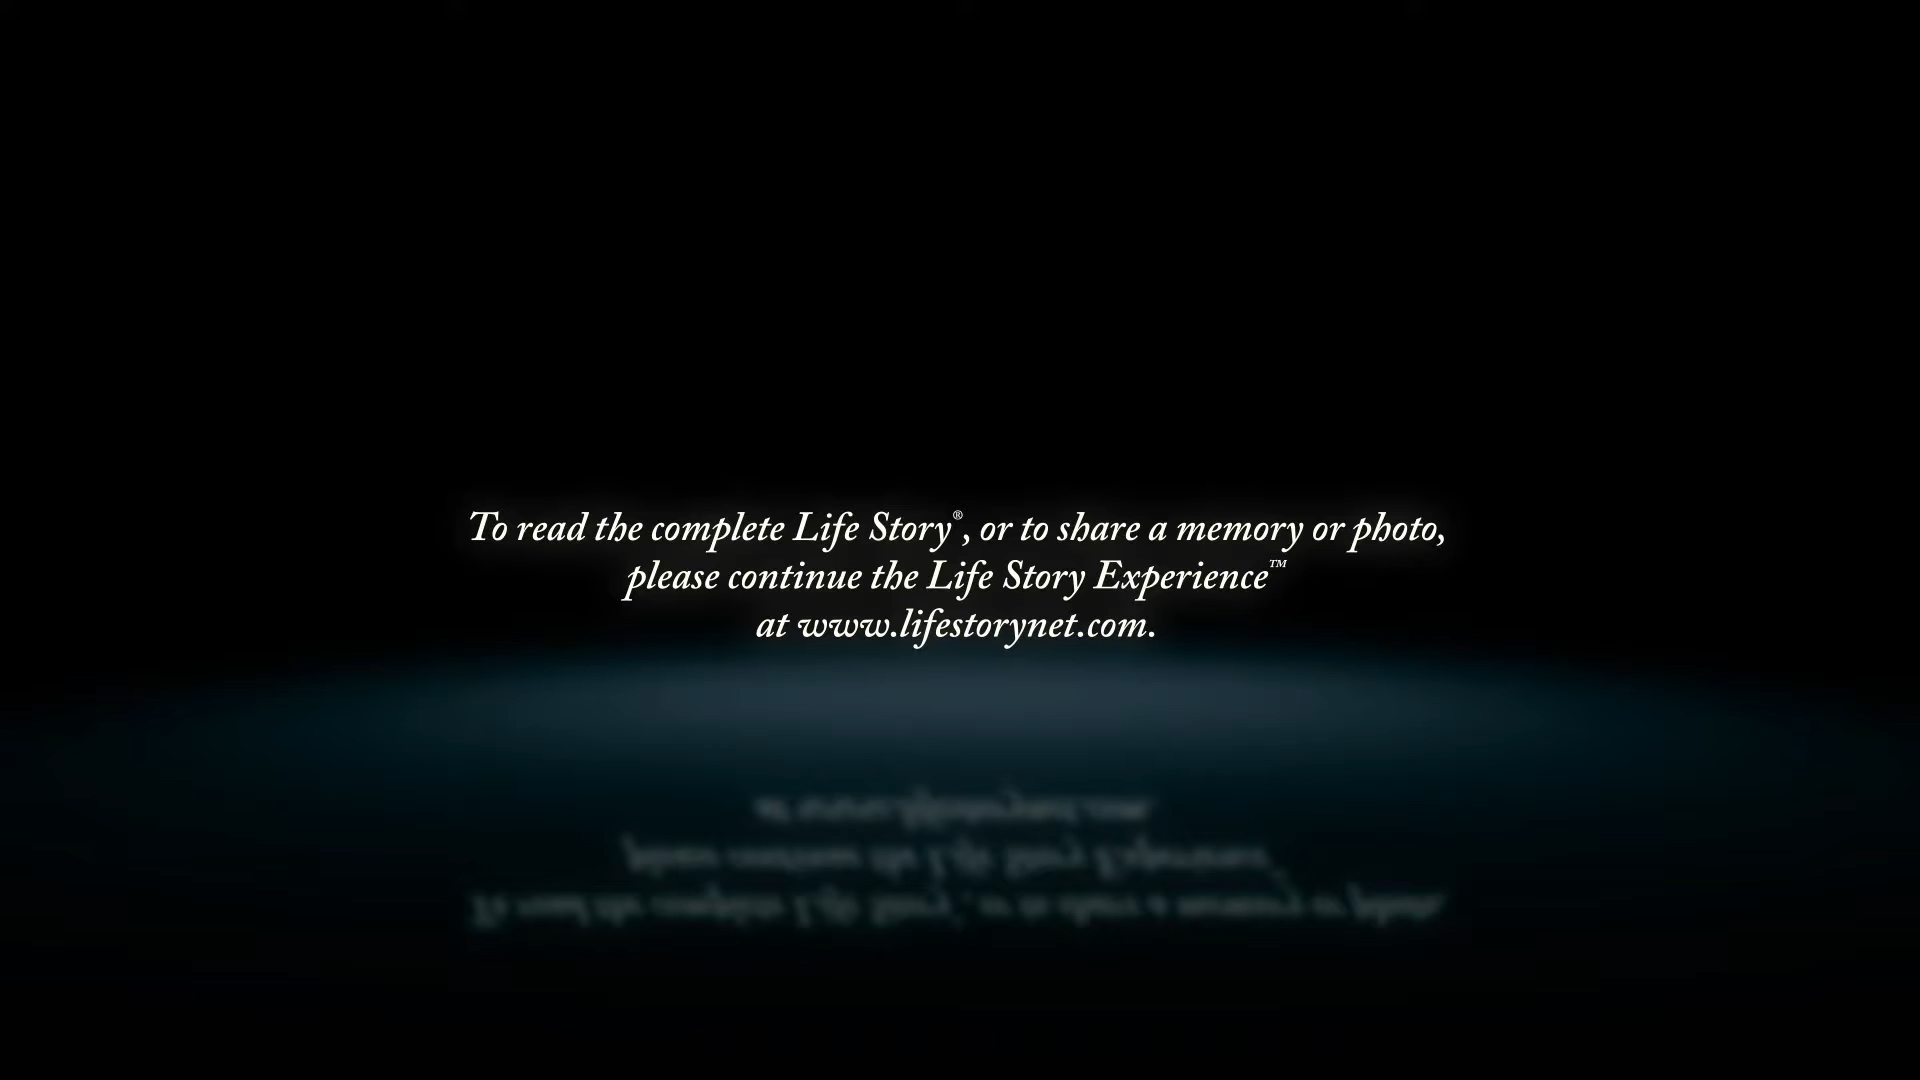 To read the complete Life Story®, or to share a memory or photo,
please continue the Life Story Experience™
at www.lifestorynet.com.